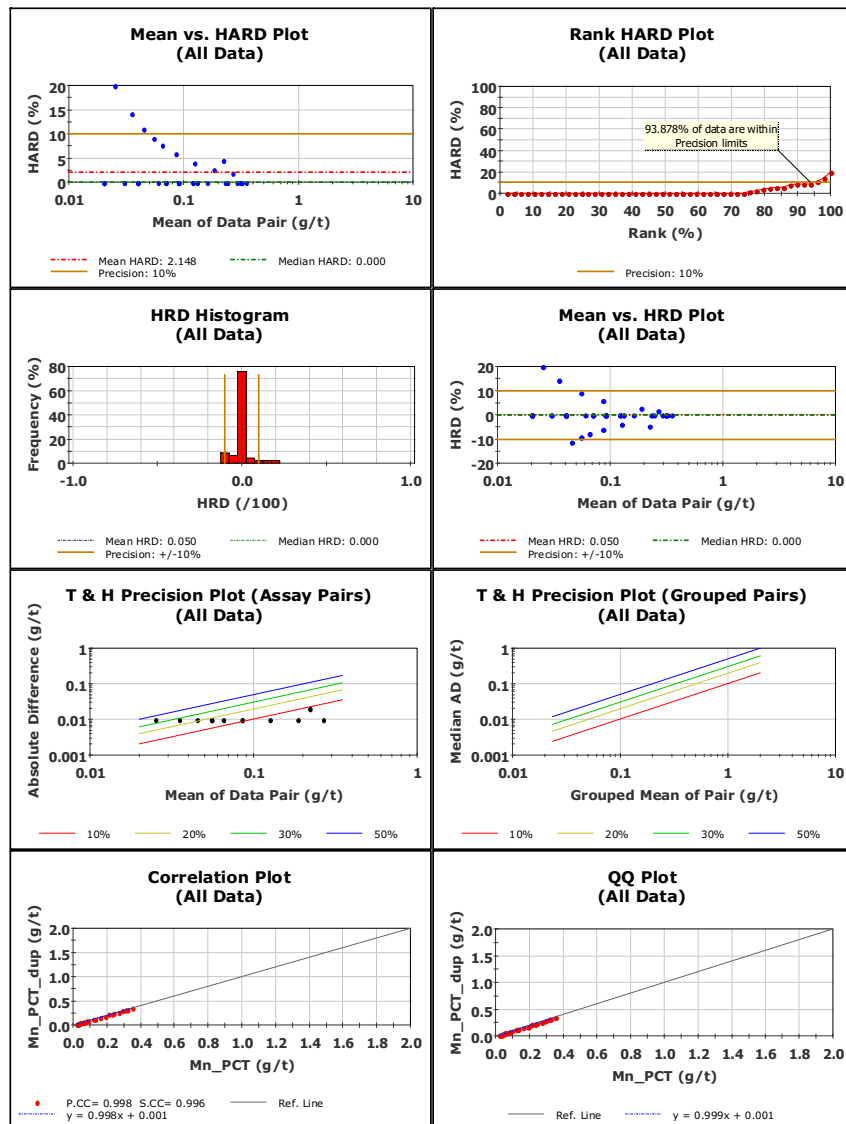 Mean vs. HARD Plot
(All Data)
HARD (%)
20
15
10
5
0
0.01 0.1 1 10
Mean of Data Pair (g/t)
Mean HARD: 2.148 Median HARD: 0.000
Precision: 10%
Rank HARD Plot
(All Data)
HARD (%)
100
80
60
40
20
0
93.878% of data are within
Precision limits
0 10 20 30 40 50 60 70 80 90 100
Rank (%)
Precision: 10%
HRD Histogram
(All Data)
Frequency (%)
80
60
40
20
0
-1.0 0.0 1.0
HRD (/100)
Mean HRD: 0.050 Median HRD: 0.000
Precision: +/-10%
Mean vs. HRD Plot
(All Data)
HRD (%)
20
10
0
-10
-20
0.01 0.1 1 10
Mean of Data Pair (g/t)
Mean HRD: 0.050 Median HRD: 0.000
Precision: +/-10%
T & H Precision Plot (Assay Pairs)
(All Data)
Absolute Difference (g/t)
1
0.1
0.01
0.001
0.01 0.1 1
Mean of Data Pair (g/t)
10% 20% 30% 50%
T & H Precision Plot (Grouped Pairs)
(All Data)
Median AD (g/t)
1
0.1
0.01
0.001
0.01 0.1 1 10
Grouped Mean of Pair (g/t)
10% 20% 30% 50%
Correlation Plot
(All Data)
Mn_PCT_dup (g/t)
2.0
1.5
1.0
0.5
0.0
0.0 0.2 0.4 0.6 0.8 1.0 1.2 1.4 1.6 1.8 2.0
Mn_PCT (g/t)
P.CC= 0.998 S.CC= 0.996 Ref. Line
y = 0.998x + 0.001
QQ Plot
(All Data)
Mn_PCT_dup (g/t)
2.0
1.5
1.0
0.5
0.0
0.0 0.2 0.4 0.6 0.8 1.0 1.2 1.4 1.6 1.8 2.0
Mn_PCT (g/t)
Ref. Line y = 0.999x + 0.001